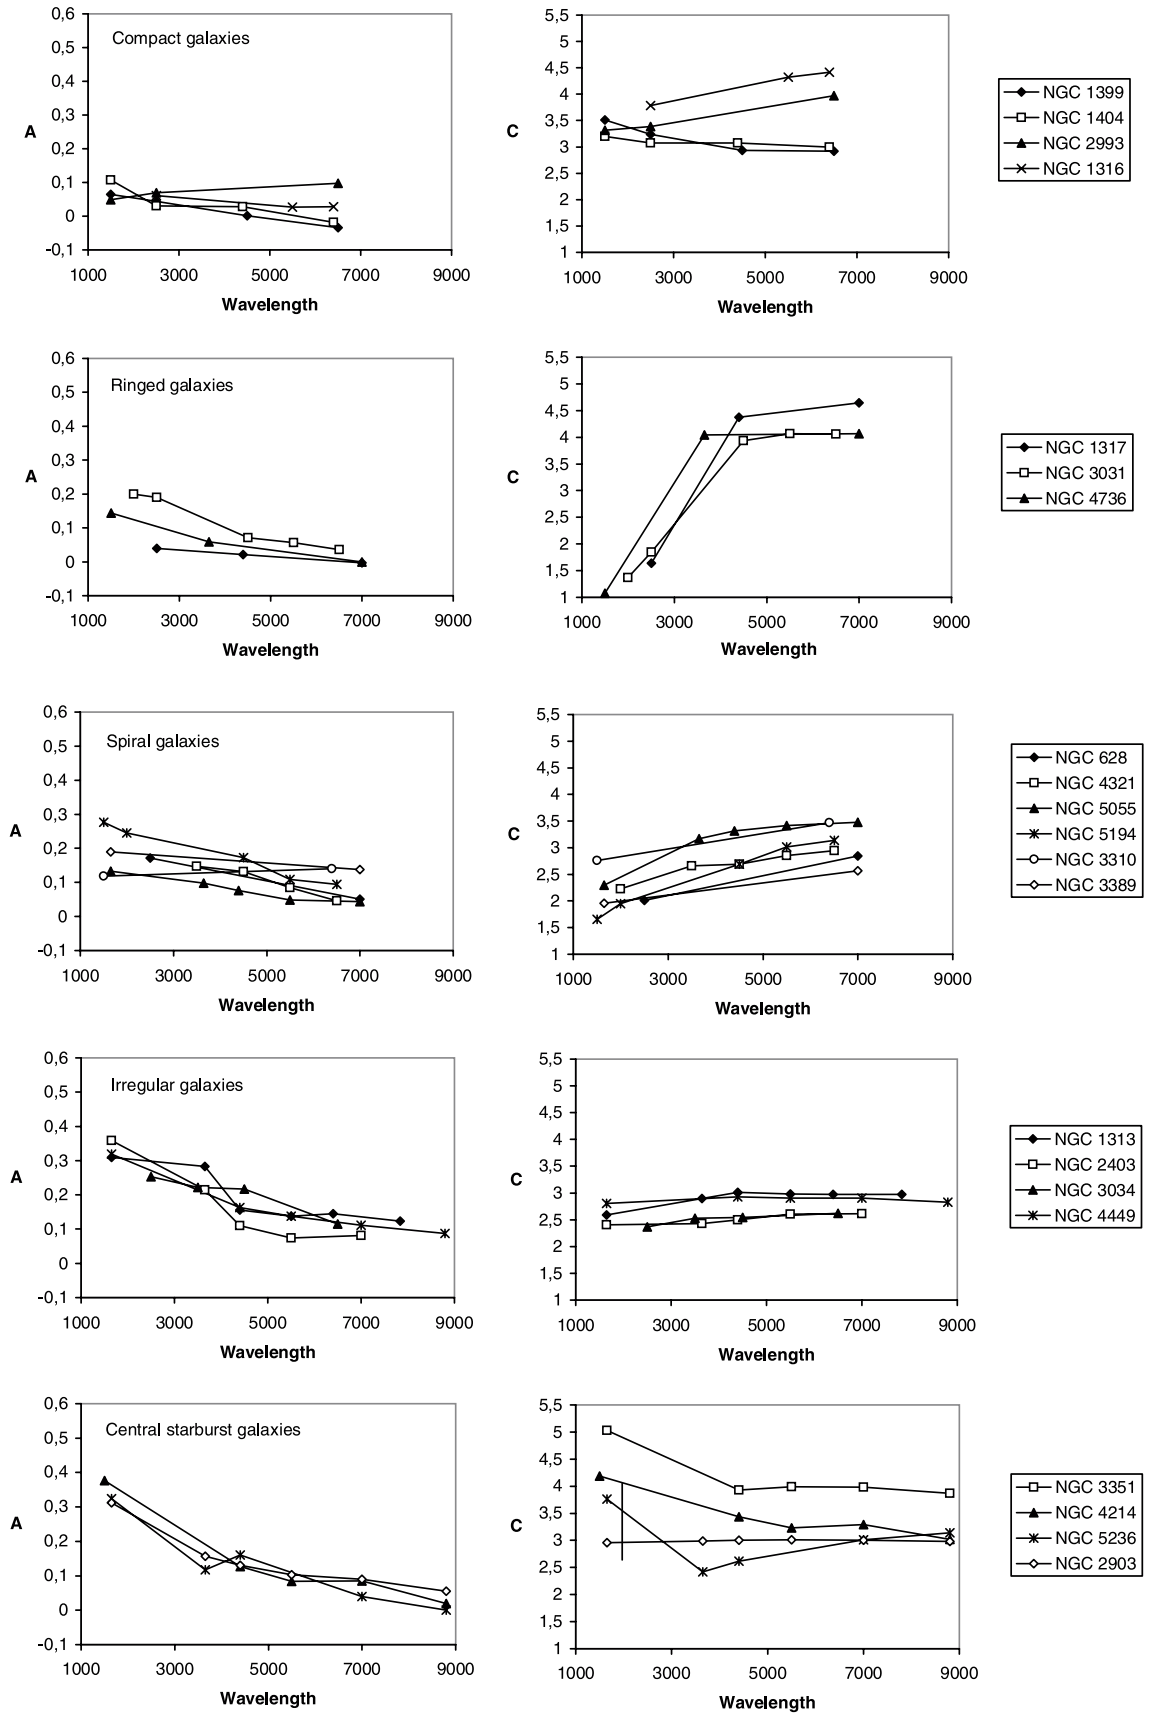 0,6
0,5
0,4
0,3
0,2
0,1
0
-0,1
A
Compact galaxies
1000 3000 5000 7000 9000
Wavelength
5,5
5
4,5
4
3,5
3
2,5
2
1,5
1
C
1000 3000 5000 7000 9000
Wavelength
NGC 1399
NGC 1404
NGC 2993
NGC 1316
0,6
0,5
0,4
0,3
0,2
0,1
0
-0,1
A
Ringed galaxies
1000 3000 5000 7000 9000
Wavelength
5,5
5
4,5
4
3,5
3
2,5
2
1,5
1
C
1000 3000 5000 7000 9000
Wavelength
NGC 1317
NGC 3031
NGC 4736
0,6
0,5
0,4
0,3
0,2
0,1
0
-0,1
A
Spiral galaxies
1000 3000 5000 7000 9000
Wavelength
5,5
5
4,5
4
3,5
3
2,5
2
1,5
1
C
1000 3000 5000 7000 9000
Wavelength
NGC 628
NGC 4321
NGC 5055
NGC 5194
NGC 3310
NGC 3389
0,6
0,5
0,4
0,3
0,2
0,1
0
-0,1
A
Irregular galaxies
1000 3000 5000 7000 9000
Wavelength
5,5
5
4,5
4
3,5
3
2,5
2
1,5
1
C
1000 3000 5000 7000 9000
Wavelength
NGC 1313
NGC 2403
NGC 3034
NGC 4449
0,6
0,5
0,4
0,3
0,2
0,1
0
-0,1
A
Central starburst galaxies
1000 3000 5000 7000 9000
Wavelength
5,5
5
4,5
4
3,5
3
2,5
2
1,5
1
C
1000 3000 5000 7000 9000
Wavelength
NGC 3351
NGC 4214
NGC 5236
NGC 2903